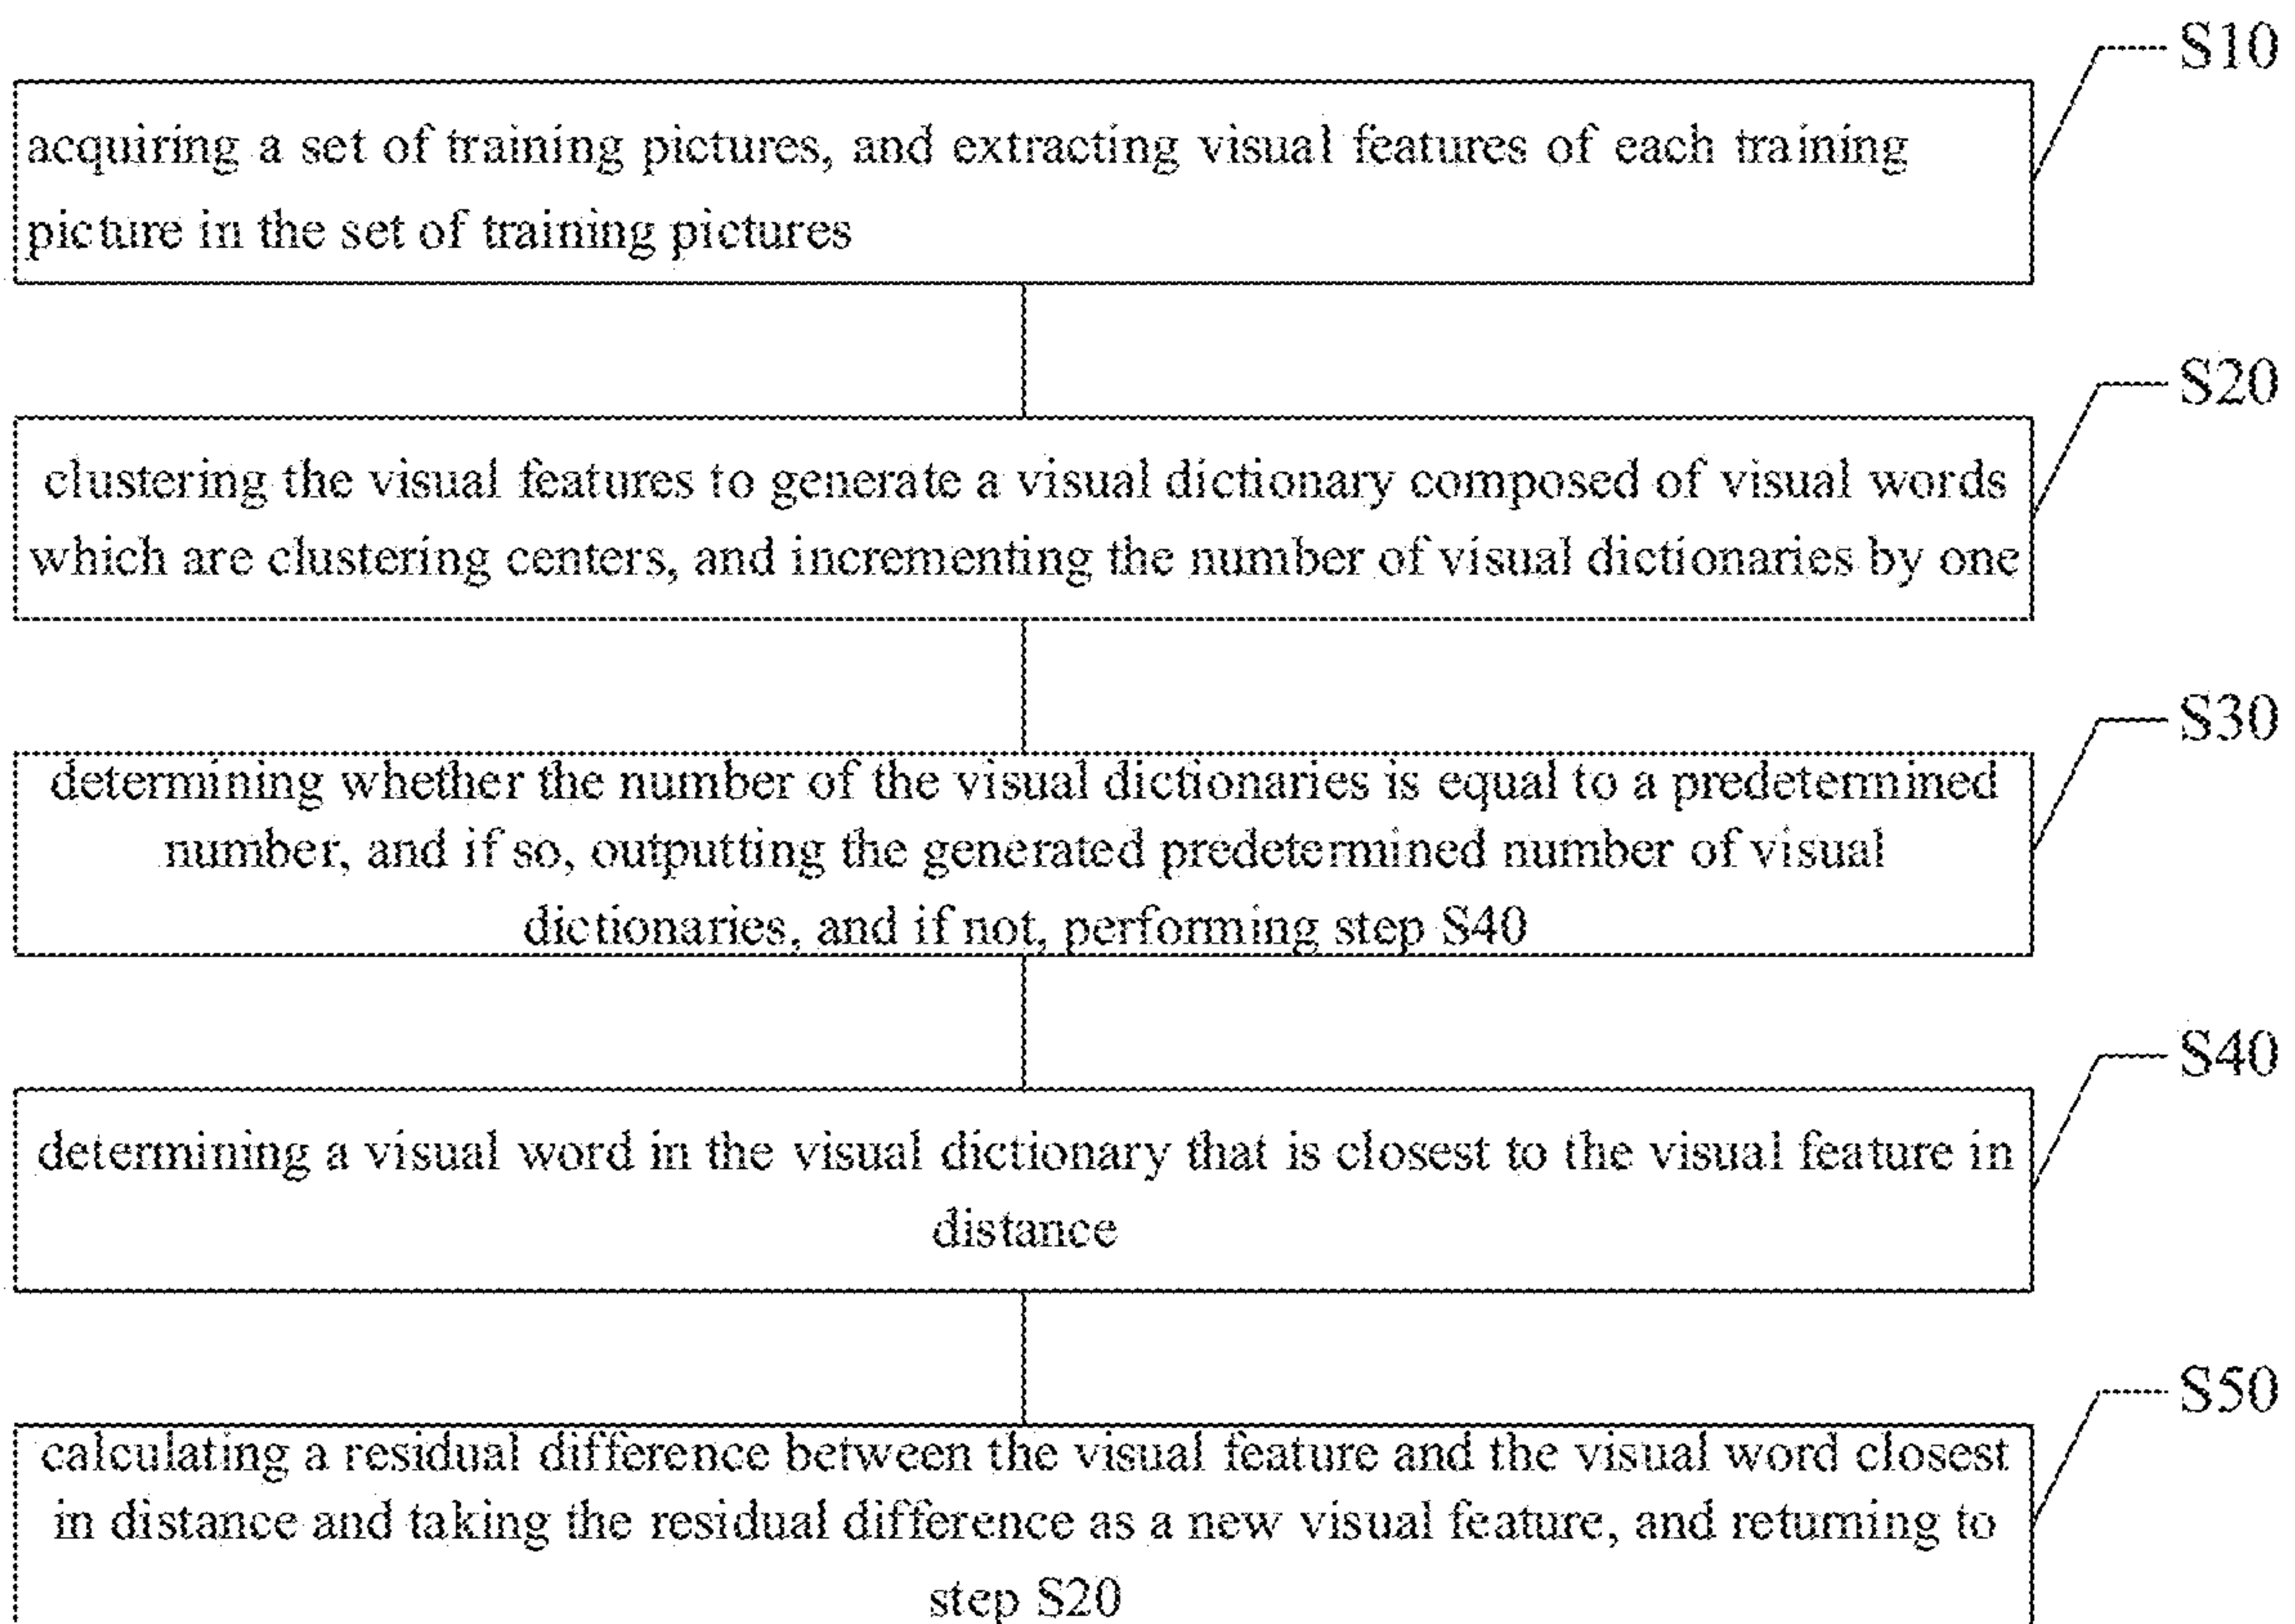 S10
acquiring a set of training pictures, and extracting visual features of each training
picture in the set of training pictures
S20
clustering the visual features to generate a visual dictionary composed of visual words
which are clustering centers, and incrementing the number of visual dictionaries by one
S30
determining whether the number of the visual dictionaries is equal to a predetermined
number, and if so, outputting the generated predetermined number of visual
dictionaries, and if not, performing step S40
S40
determining a visual word in the visual dictionary that is closest to the visual feature in
distance
S50
calculating a residual difference between the visual feature and the visual word closest
in distance and taking the residual difference as a new visual feature, and returning to
step S20